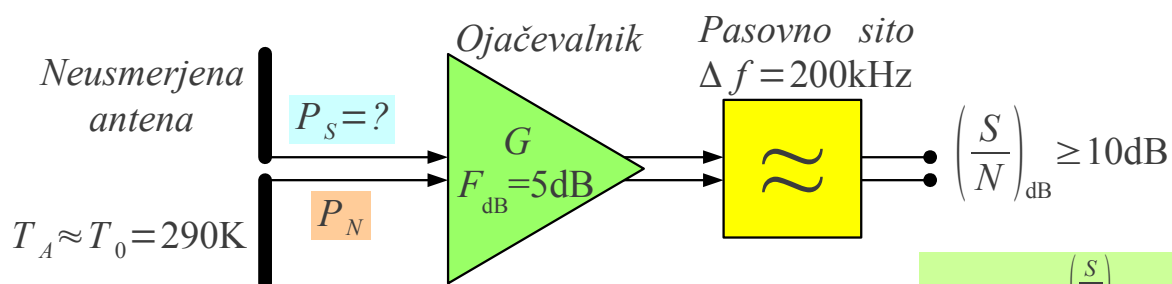 Neusmerjena
antena
P_S=?
P_N
T_A≈T_0=290K
Ojačevalnik
G
F_dB=5dB
Pasovno sito
Δ f=200kHz
≈
(S/N)_dB ≥10dB
(S